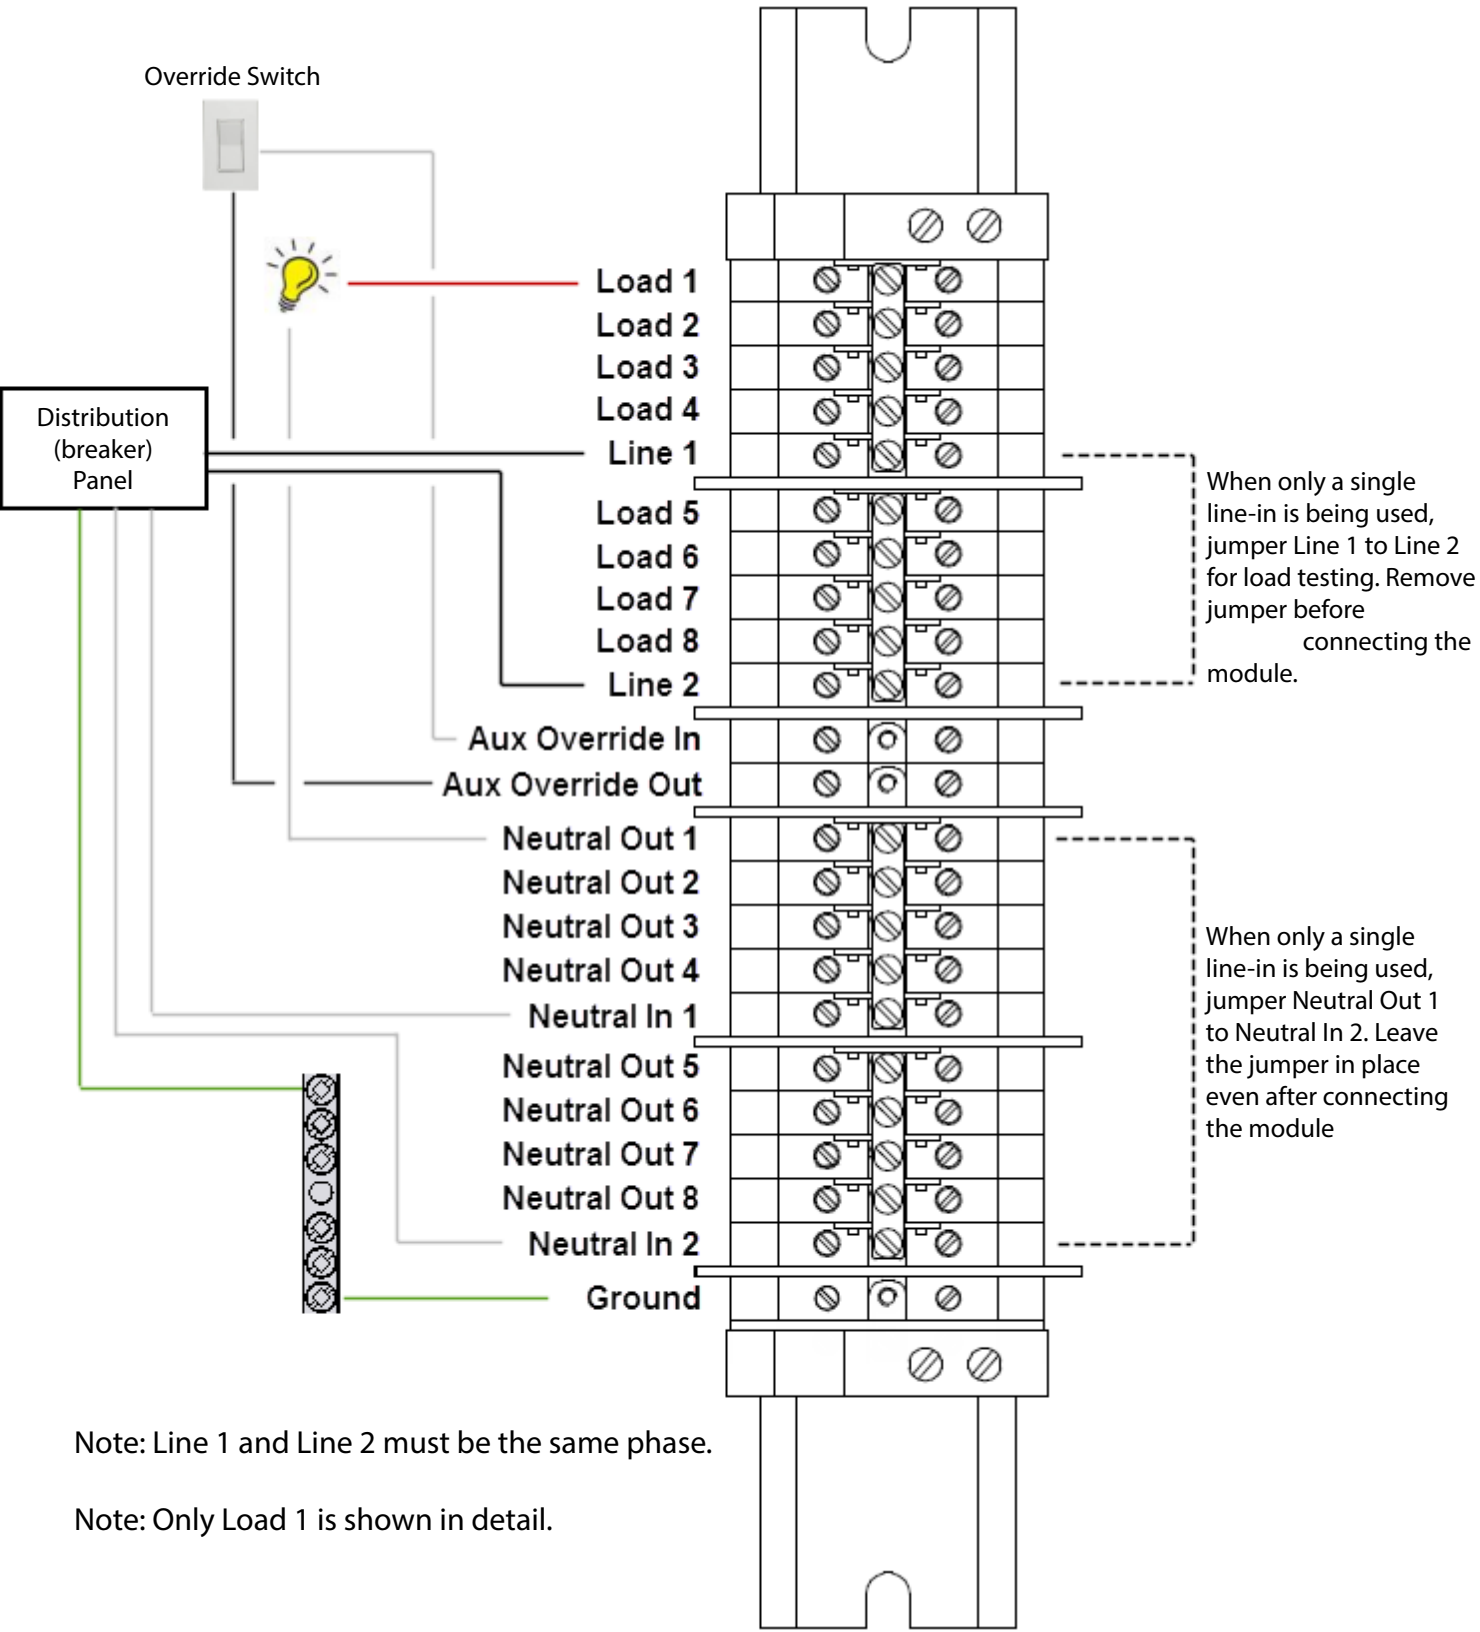 Override Switch
Load 1
Load 2
Load 3
Load 4
Line 1
Distribution
(breaker)
Panel
Load 5
Load 6
Load 7
Load 8
Line 2
When only a single
line-in is being used,
jumper Line 1 to Line 2
for load testing. Remove
jumper before
connecting the
module.
Aux Override In
Aux Override Out
Neutral Out 1
Neutral Out 2
Neutral Out 3
Neutral Out 4
Neutral In 1
Neutral Out 5
Neutral Out 6
Neutral Out 7
Neutral Out 8
Neutral In 2
Ground
When only a single
line-in is being used,
jumper Neutral Out 1
to Neutral In 2. Leave
the jumper in place
even after connecting
the module
Note: Line 1 and Line 2 must be the same phase.
Note: Only Load 1 is shown in detail.